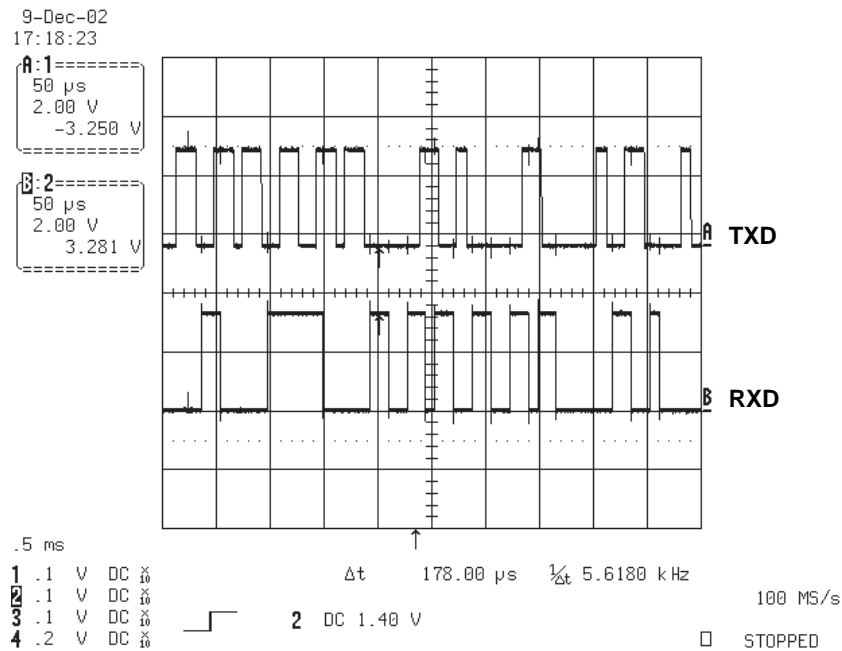 9-Dec-02
17:18:23
A:1
50 µs
2.00 V
-3.250 V
B:2
50 µs
2.00 V
3.281 V
A TXD
B RXD
.5 ms
1 .1 V DC X10
2 .1 V DC X10
3 .1 V DC X10
4 .2 V DC X10
Δt 178.00 µs 1/Δt 5.6180 kHz
2 DC 1.40 V
100 MS/s
STOPPED